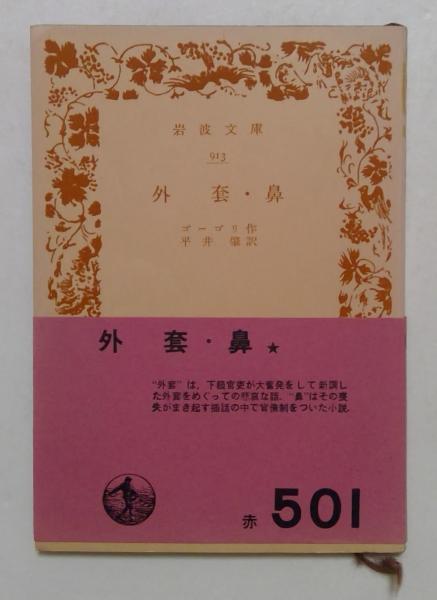 岩波文庫
913
外套・鼻
ゴーゴリ作
平井肇訳
外套・鼻★
"外套"は，下級官吏が大奮発をして新調し
た外套をめぐっての悲哀な話．"鼻"はその喪
失がまき起す插話の中で官僚制をついた小説．
赤 501